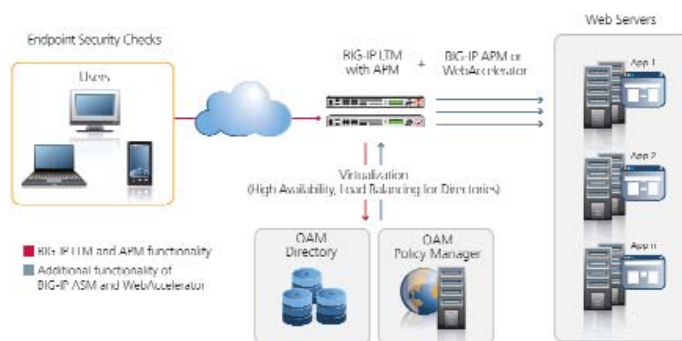 Web Servers
Endpoint Security Checks
Users
BIG-IP LTM
with APM
+
BIG-IP APM or
WebAccelerator
App 1
App 2
App n
Virtualization
(High Availability, Load Balancing for Directories)
OAM
Directory
OAM
Policy Manager
BIG-IP LTM and APM functionality
Additional functionality of
BIG-IP ASM and WebAccelerator